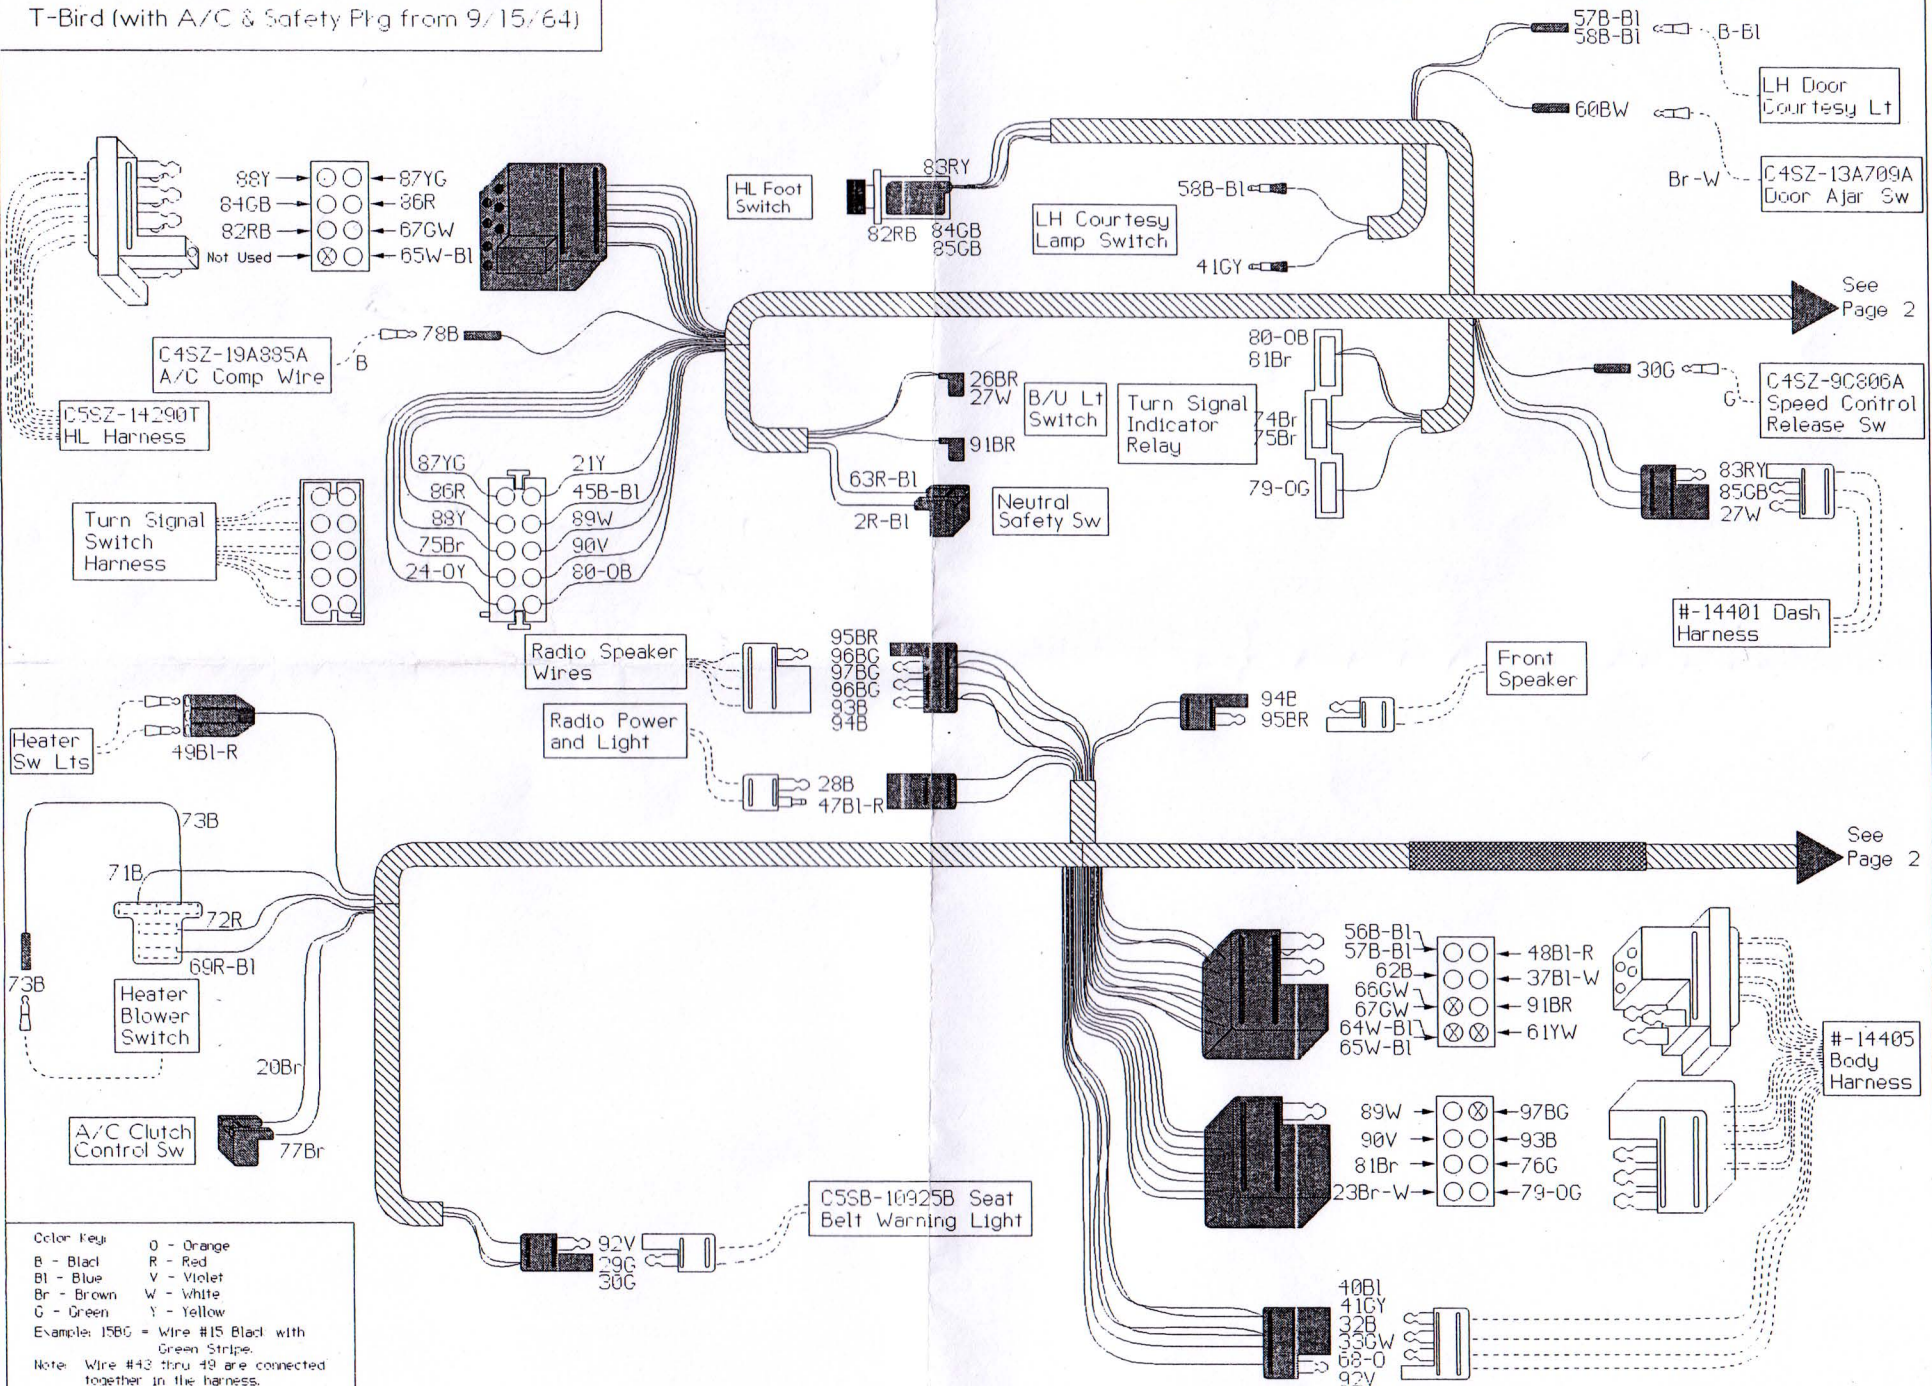 T-Bird (with A/C & Safety Pkg from 9/15/64)
57B-Bl
58B-Bl
B-Bl
LH Door
Courtesy Lt
60BW
Br-W
C4SZ-13A709A
Door Ajar Sw
88Y
84GB
82RB
Not Used
87YG
86R
67GW
65W-Bl
HL Foot
Switch
83RY
82RB
84GB
85GB
58B-Bl
LH Courtesy
Lamp Switch
41GY
See
Page 2
C4SZ-19A885A
A/C Comp Wire
B
78B
C5SZ-14290T
HL Harness
26BR
27W
B/U Lt
Switch
91BR
63R-Bl
2R-Bl
Neutral
Safety Sw
80-OB
81Br
Turn Signal
Indicator
Relay
74Br
75Br
79-OG
30G
G
C4SZ-9C806A
Speed Control
Release Sw
83RY
85GB
27W
#-14401 Dash
Harness
Turn Signal
Switch
Harness
87YG
86R
88Y
75Br
24-OY
21Y
45B-Bl
89W
90V
80-OB
Radio Speaker
Wires
95BR
96BG
97BG
96BG
93B
94B
Radio Power
and Light
28B
47Bl-R
94B
95BR
Front
Speaker
Heater
Sw Lts
49Bl-R
73B
71B
72R
69R-Bl
73B
Heater
Blower
Switch
20Br
A/C Clutch
Control Sw
77Br
See
Page 2
56B-Bl
57B-Bl
62B
66GW
67GW
64W-Bl
65W-Bl
48Bl-R
37Bl-W
91BR
61YW
#-14405
Body
Harness
89W
90V
81Br
23Br-W
97BG
93B
76G
79-OG
C5SB-10925B Seat
Belt Warning Light
92V
29G
30G
40Bl
41GY
32B
33GW
68-O
92V
Color Key:
B - Black
Bl - Blue
Br - Brown
G - Green
O - Orange
R - Red
V - Violet
W - White
Y - Yellow
Example: 15BG = Wire #15 Black with
Green Stripe.
Note: Wire #43 thru 49 are connected
together in the harness.